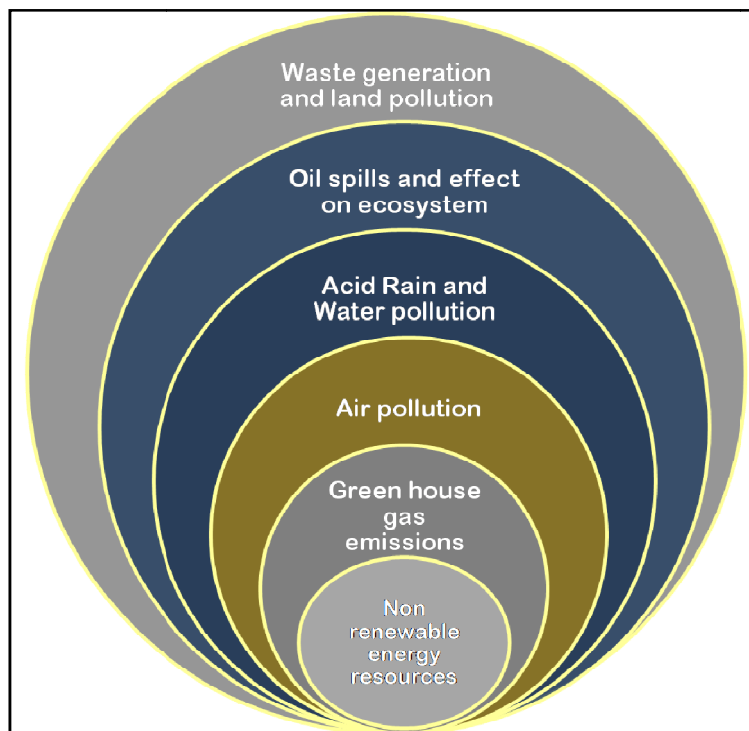 Waste generation
and land pollution
Oil spills and effect
on ecosystem
Acid Rain and
Water pollution
Air pollution
Green house
gas
emissions
Non
renewable
energy
resources